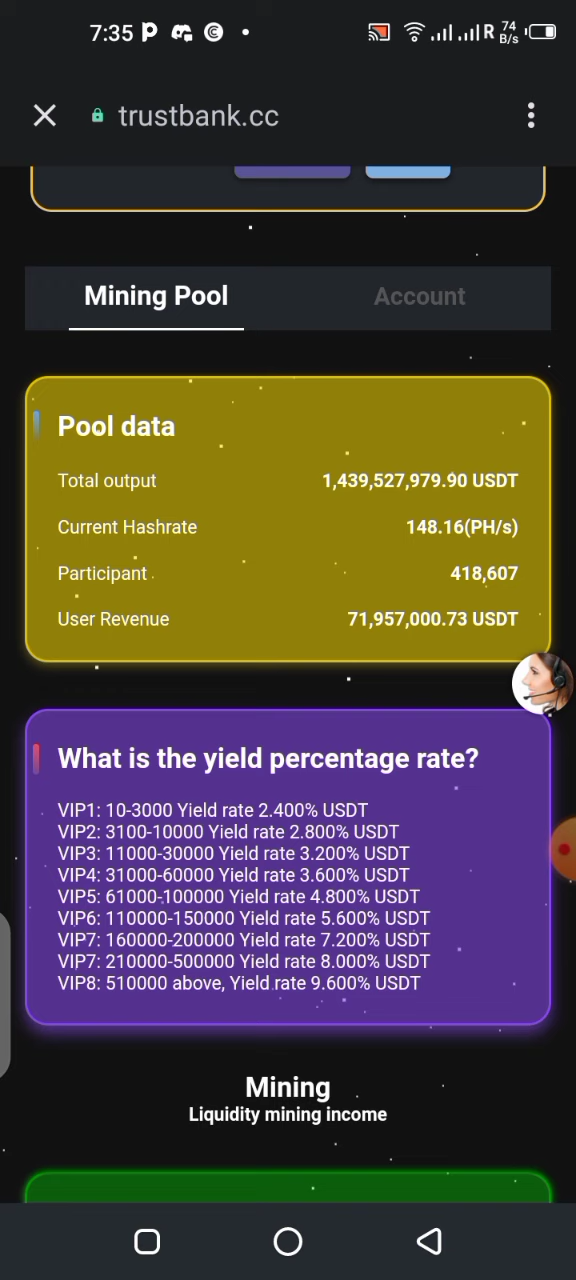 7:35
R 74 B/s
trustbank.cc
Mining Pool Account
Pool data
Total output 1,439,527,979.90 USDT
Current Hashrate 148.16(PH/s)
Participant 418,607
User Revenue 71,957,000.73 USDT
What is the yield percentage rate?
VIP1: 10-3000 Yield rate 2.400% USDT
VIP2: 3100-10000 Yield rate 2.800% USDT
VIP3: 11000-30000 Yield rate 3.200% USDT
VIP4: 31000-60000 Yield rate 3.600% USDT
VIP5: 61000-100000 Yield rate 4.800% USDT
VIP6: 110000-150000 Yield rate 5.600% USDT
VIP7: 160000-200000 Yield rate 7.200% USDT
VIP7: 210000-500000 Yield rate 8.000% USDT
VIP8: 510000 above, Yield rate 9.600% USDT
Mining
Liquidity mining income